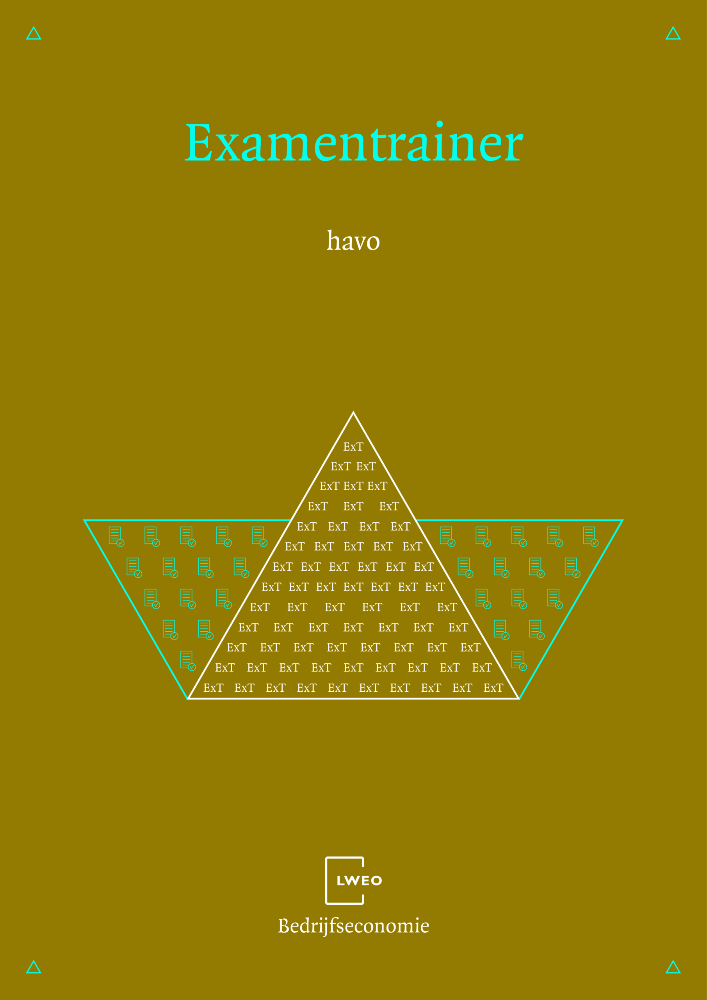 Examentrainer
havo
ExT
ExT ExT
ExT ExT ExT
ExT ExT ExT
ExT ExT ExT ExT
ExT ExT ExT ExT ExT
ExT ExT ExT ExT ExT ExT
ExT ExT ExT ExT ExT ExT ExT
ExT ExT ExT ExT ExT ExT
ExT ExT ExT ExT ExT ExT ExT
ExT ExT ExT ExT ExT ExT ExT ExT
ExT ExT ExT ExT ExT ExT ExT ExT ExT
ExT ExT ExT ExT ExT ExT ExT ExT ExT ExT
LWEO
Bedrijfseconomie